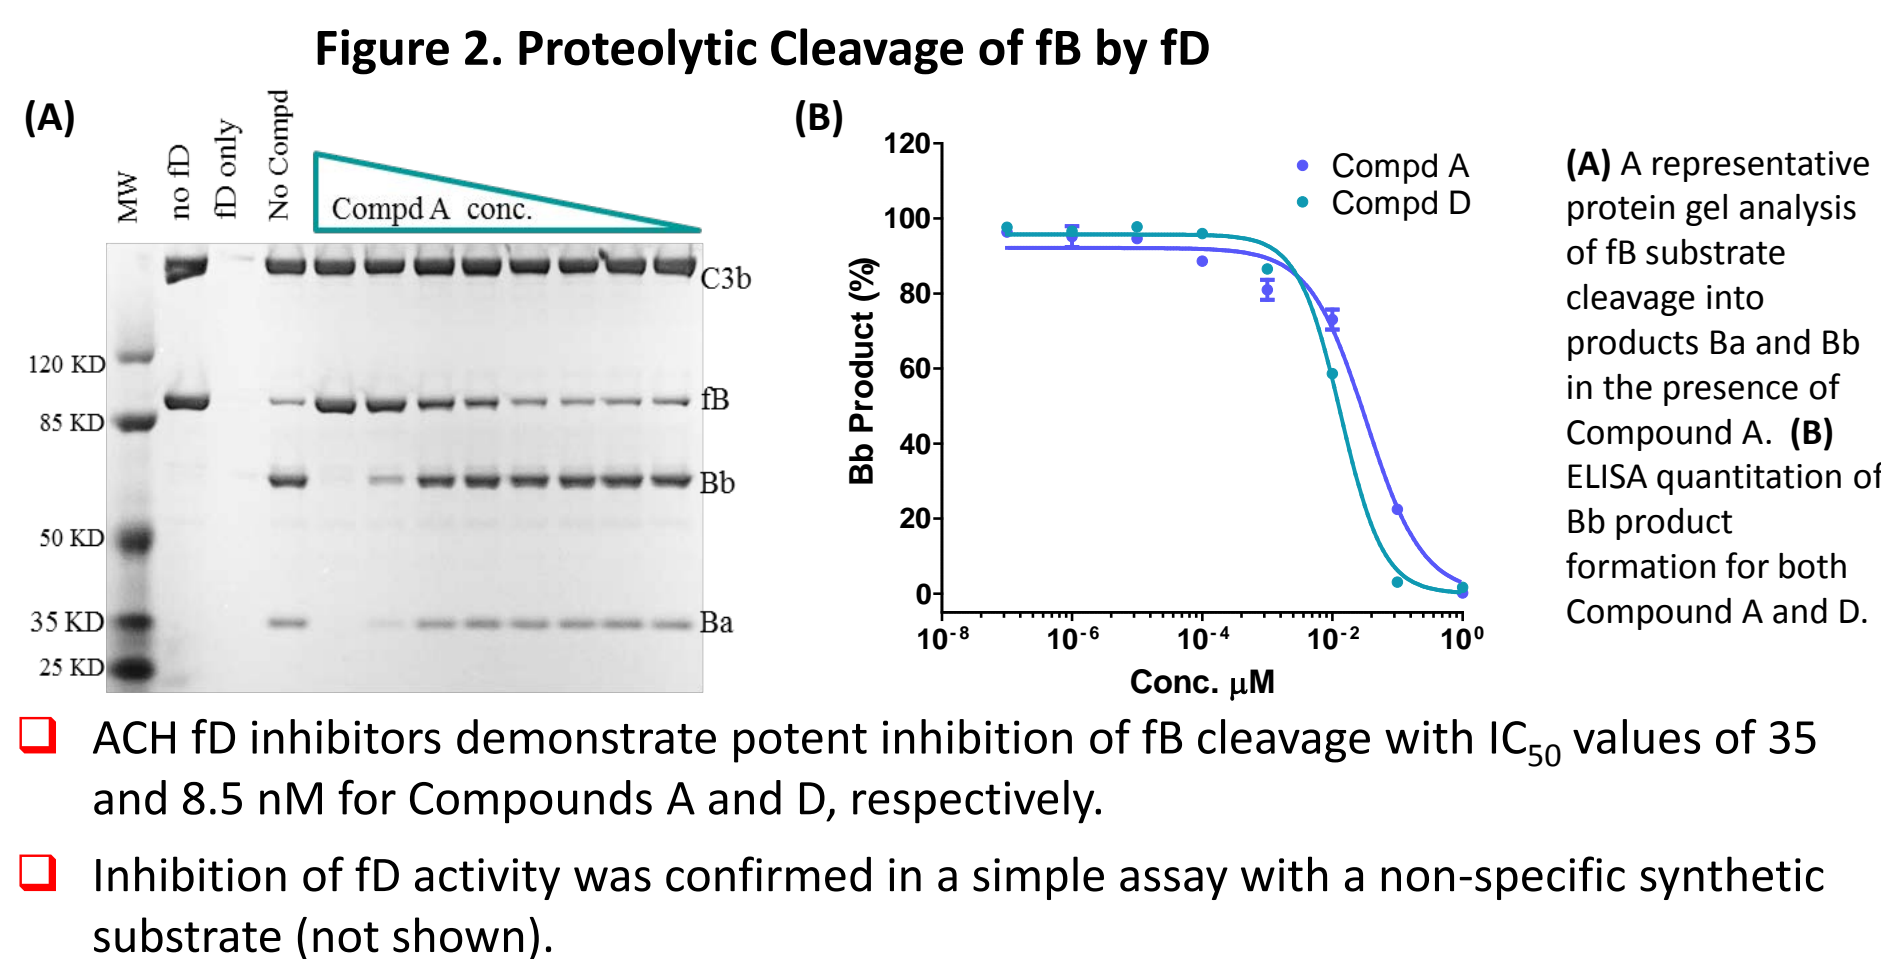 Figure 2. Proteolytic Cleavage of fB by fD
(A)
MW
no fD
fD only
No Compd
Compd A conc.
C3b
120 KD
fB
85 KD
Bb
50 KD
35 KD
Ba
25 KD
(B)
Bb Product (%)
120
100
80
60
40
20
0
Compd A
Compd D
10-8
10-6
10-4
10-2
100
Conc. μM
(A) A representative
protein gel analysis
of fB substrate
cleavage into
products Ba and Bb
in the presence of
Compound A. (B)
ELISA quantitation of
Bb product
formation for both
Compound A and D.
❑ ACH fD inhibitors demonstrate potent inhibition of fB cleavage with IC50 values of 35
and 8.5 nM for Compounds A and D, respectively.
❑ Inhibition of fD activity was confirmed in a simple assay with a non-specific synthetic
substrate (not shown).